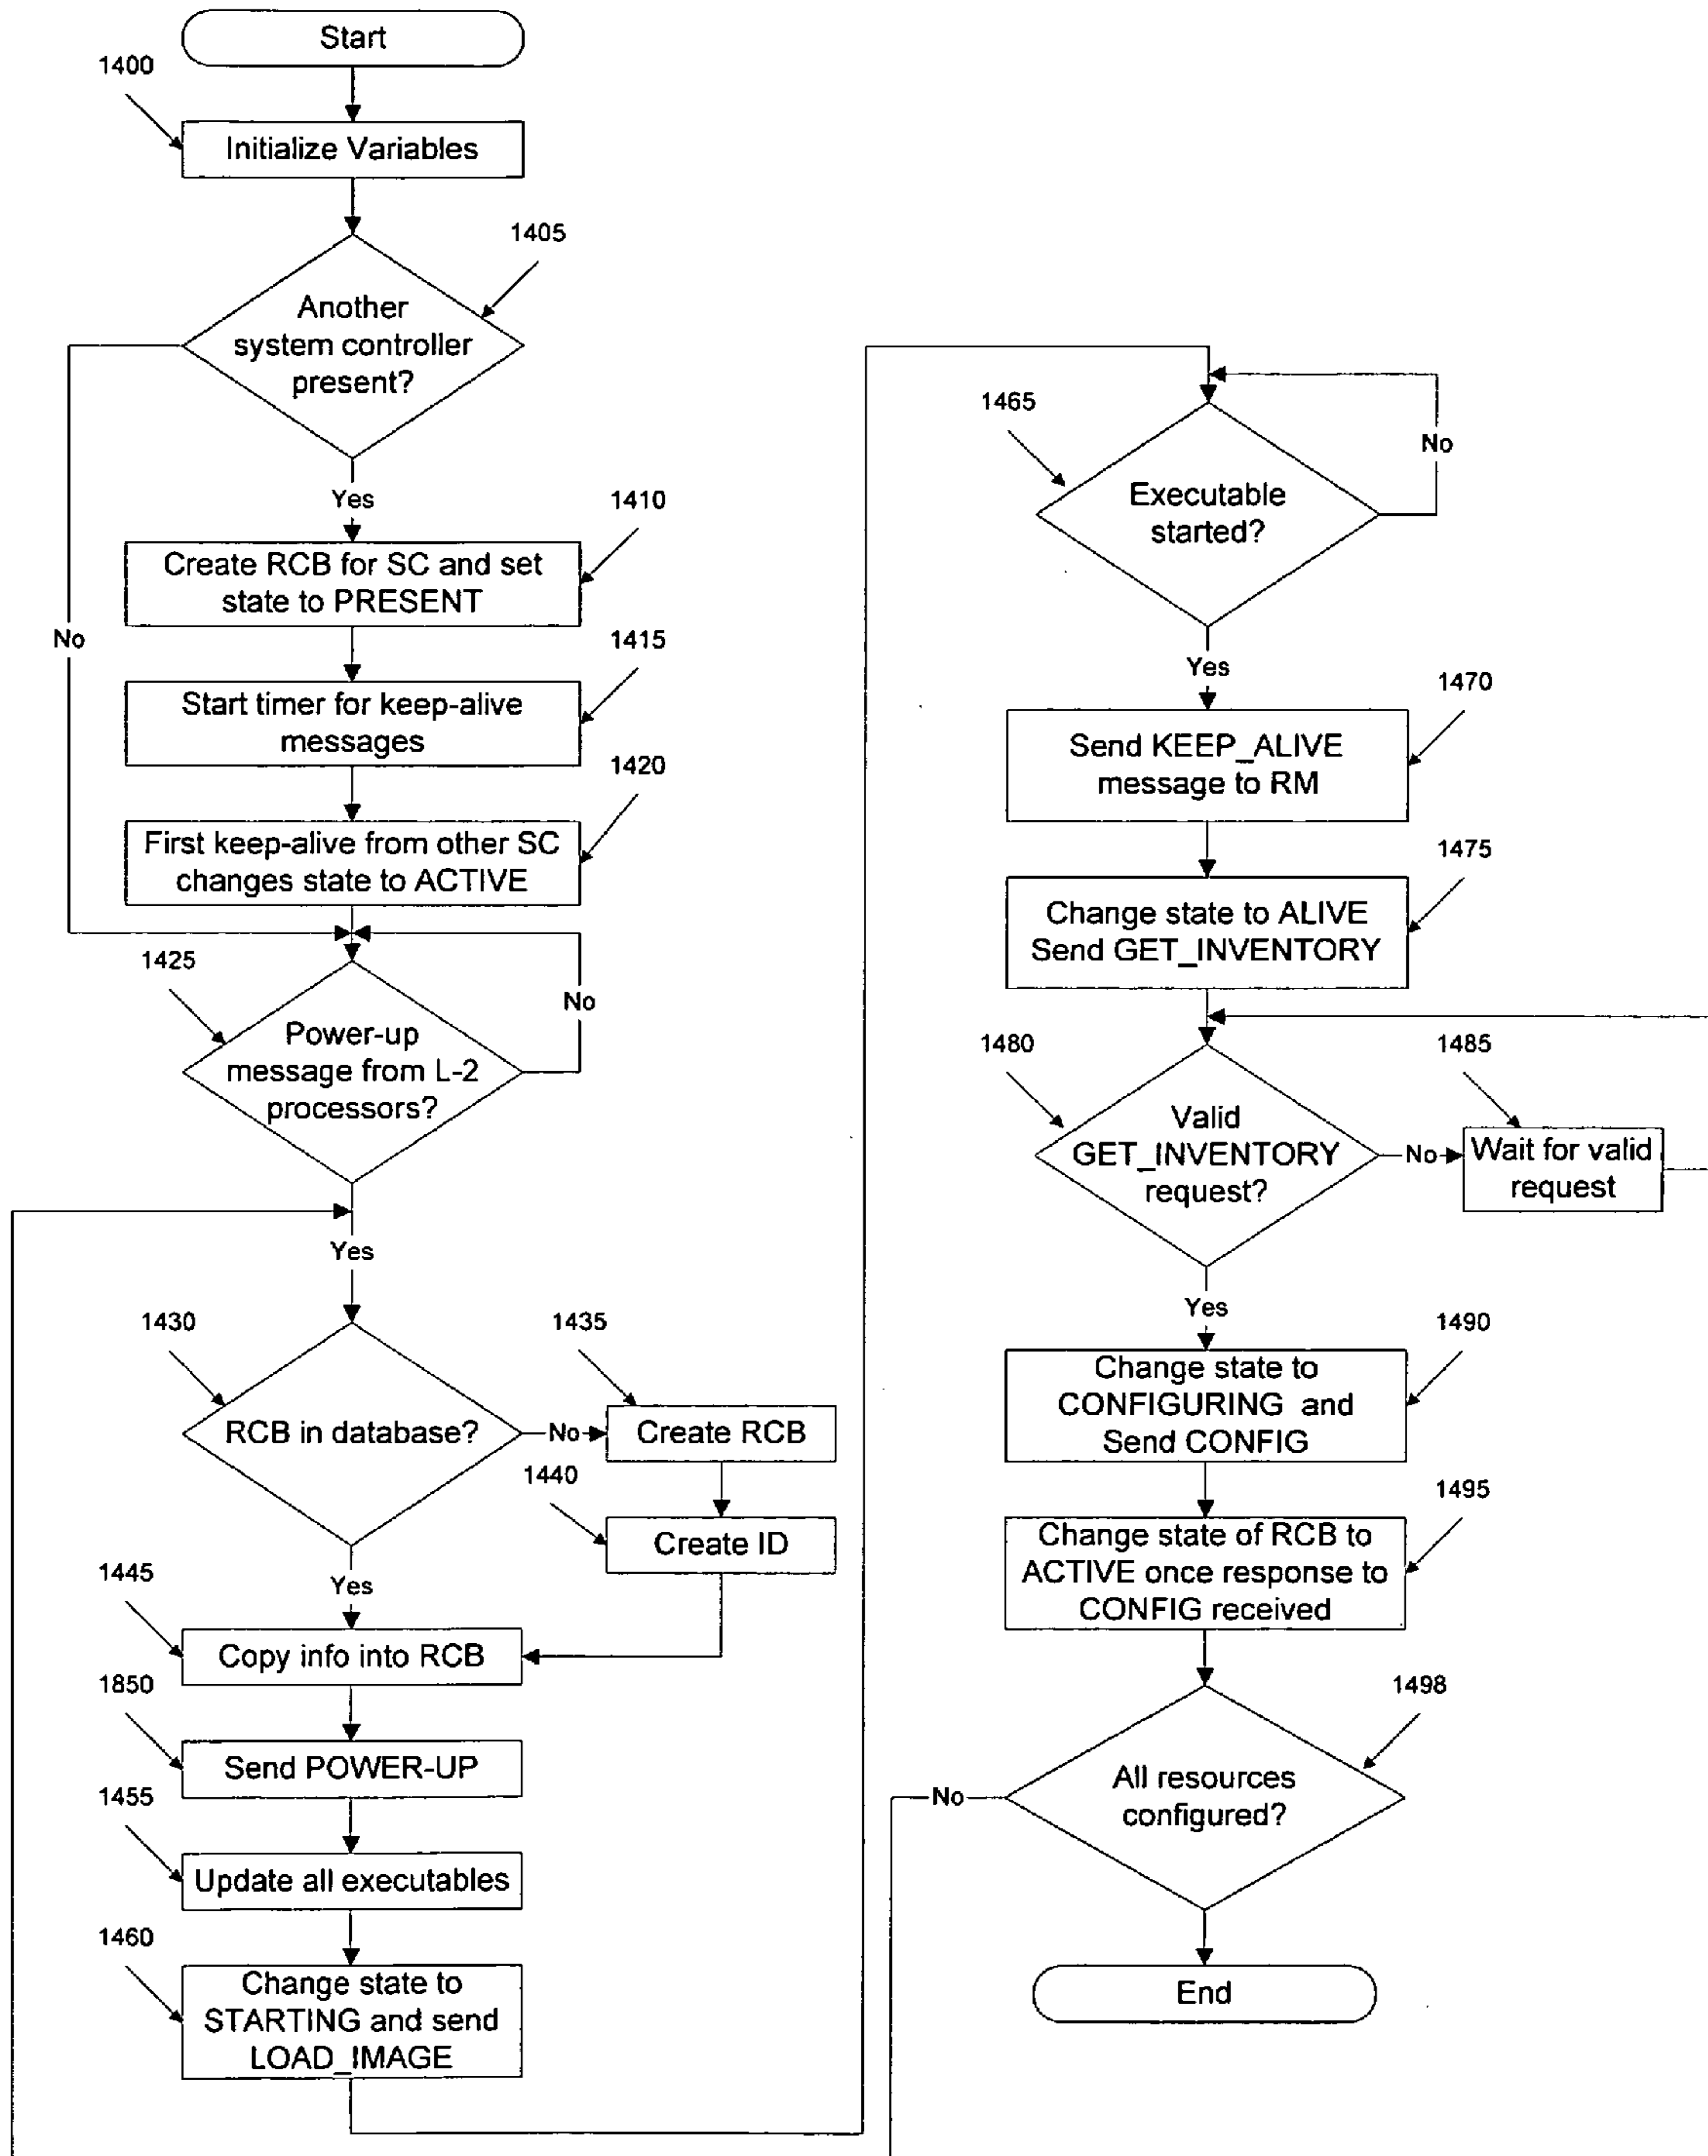 Start
1400
Initialize Variables
1405
Another
system controller
present?
No
Yes
1410
Create RCB for SC and set
state to PRESENT
1415
Start timer for keep-alive
messages
1420
First keep-alive from other SC
changes state to ACTIVE
1425
Power-up
message from L-2
processors?
No
Yes
1430
RCB in database?
No
1435
Create RCB
1440
Create ID
Yes
1445
Copy info into RCB
1850
Send POWER-UP
1455
Update all executables
1460
Change state to
STARTING and send
LOAD_IMAGE
1465
Executable
started?
No
Yes
1470
Send KEEP_ALIVE
message to RM
1475
Change state to ALIVE
Send GET_INVENTORY
1480
Valid
GET_INVENTORY
request?
No
1485
Wait for valid
request
Yes
1490
Change state to
CONFIGURING and
Send CONFIG
1495
Change state of RCB to
ACTIVE once response to
CONFIG received
1498
All resources
configured?
No
End